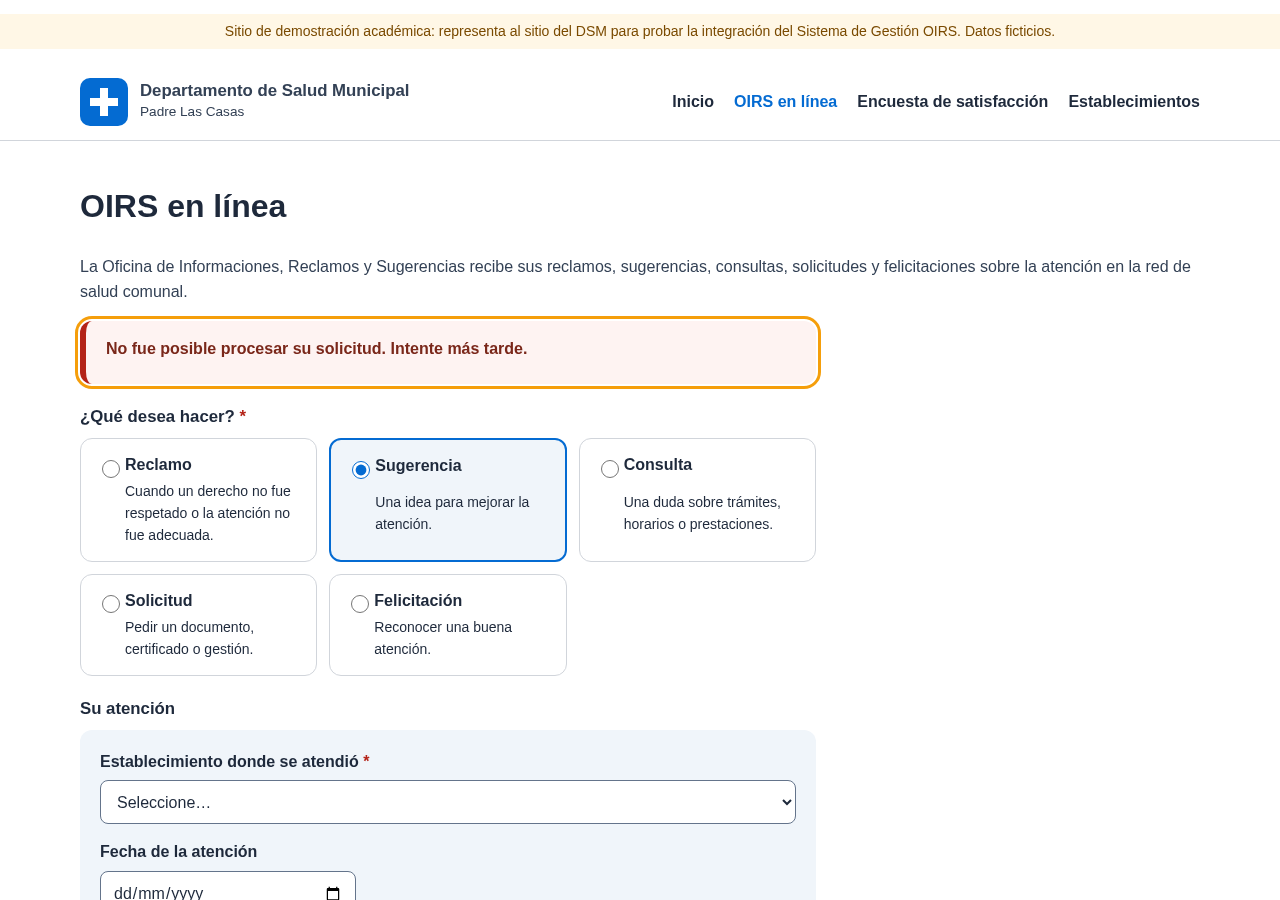 Sitio de demostración académica: representa al sitio del DSM para probar la integración del Sistema de Gestión OIRS. Datos ficticios.
Departamento de Salud Municipal
Padre Las Casas
Inicio
OIRS en línea
Encuesta de satisfacción
Establecimientos
OIRS en línea
La Oficina de Informaciones, Reclamos y Sugerencias recibe sus reclamos, sugerencias, consultas, solicitudes y felicitaciones sobre la atención en la red de
salud comunal.
No fue posible procesar su solicitud. Intente más tarde.
¿Qué desea hacer? *
Reclamo
Cuando un derecho no fue
respetado o la atención no
fue adecuada.
Sugerencia
Una idea para mejorar la
atención.
Consulta
Una duda sobre trámites,
horarios o prestaciones.
Solicitud
Pedir un documento,
certificado o gestión.
Felicitación
Reconocer una buena
atención.
Su atención
Establecimiento donde se atendió *
Seleccione…
Fecha de la atención
dd/mm/yyyy